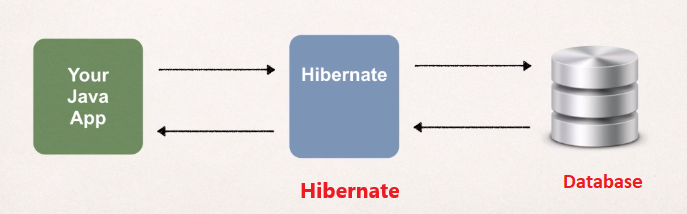 Your
Java
App
Hibernate
Hibernate
Database